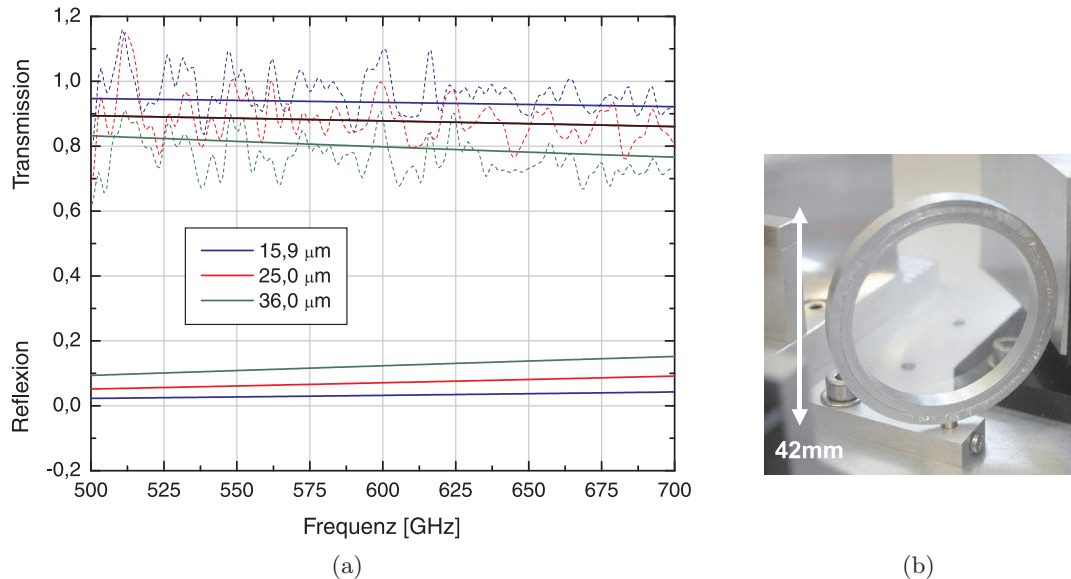 1,2
1,0
0,8
0,6
0,4
0,2
0,0
-0,2
Transmission
Reflexion
15,9 μm
25,0 μm
36,0 μm
500 525 550 575 600 625 650 675 700
Frequenz [GHz]
(a)
42mm
(b)